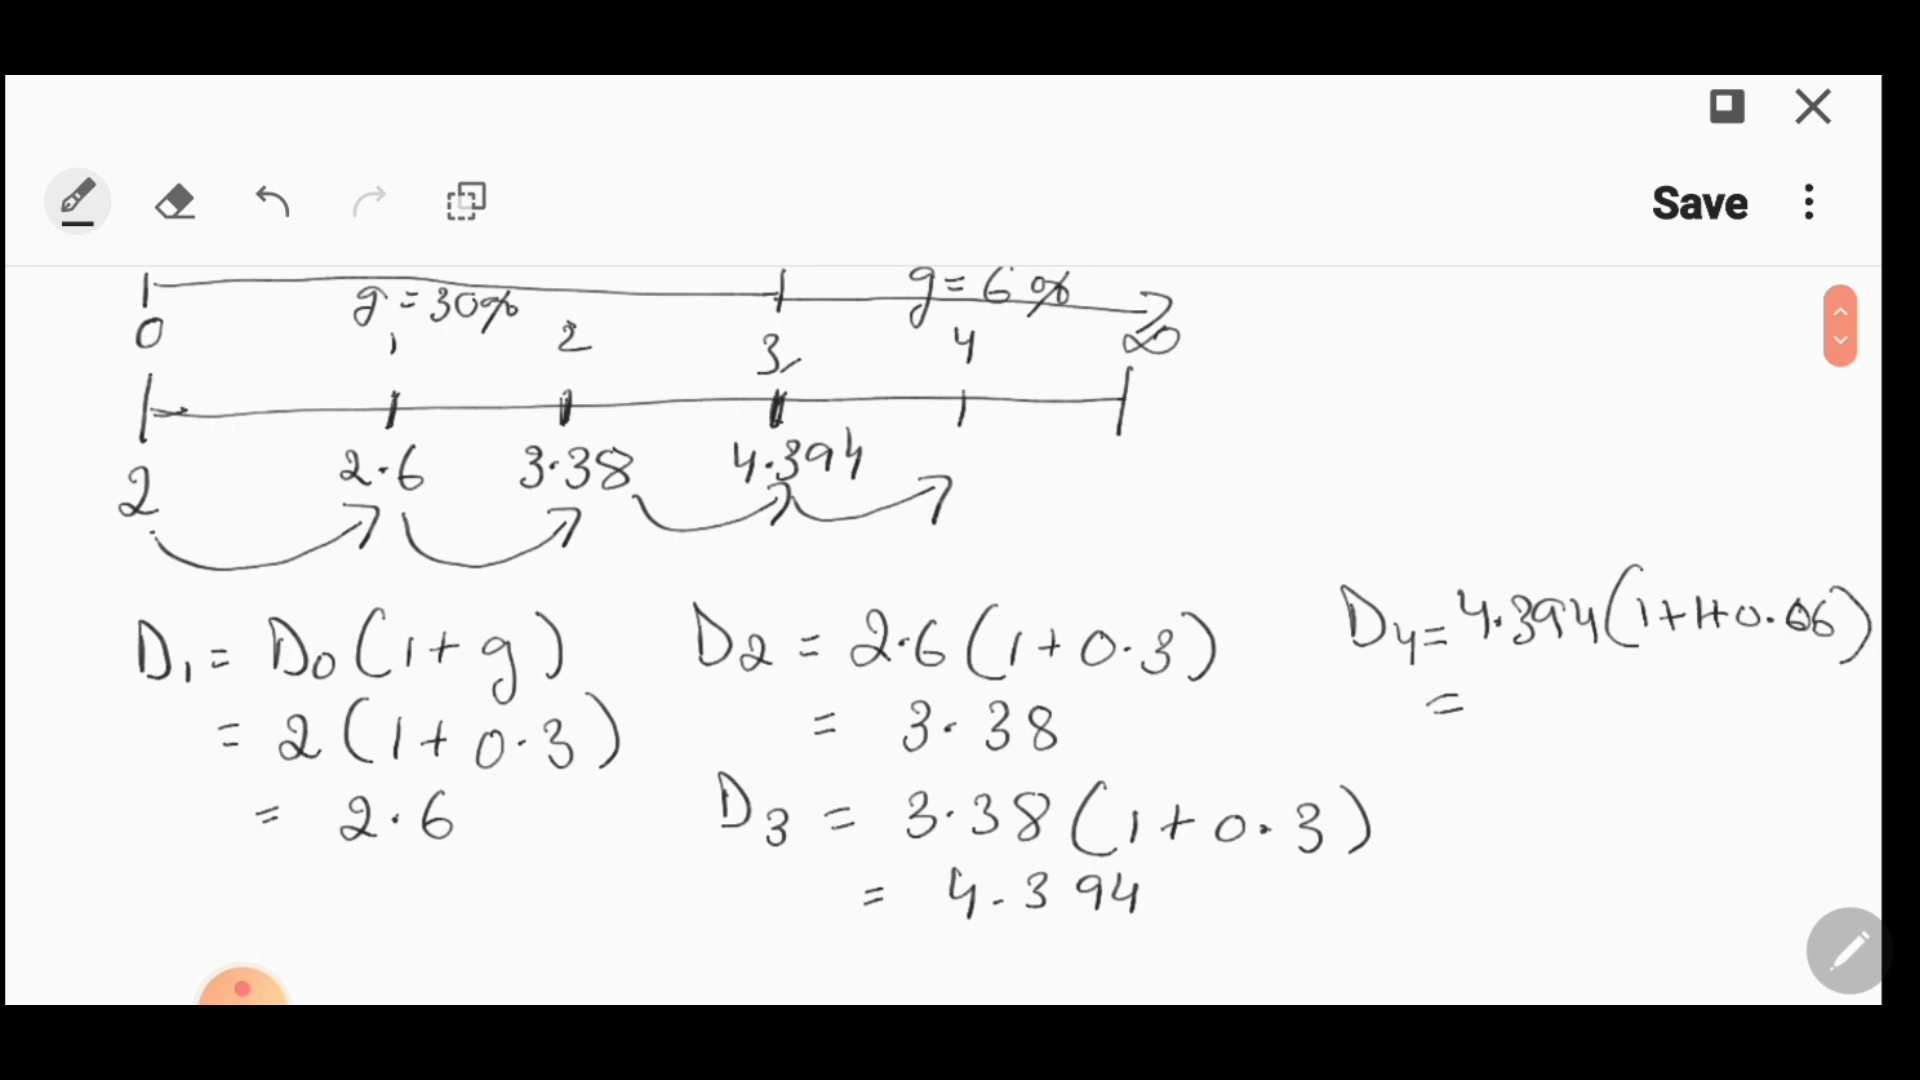 Save
g = 30% g = 6%
0 1 2 3 4 ∞
2 2.6 3.38 4.394
D1 = D0 (1 + g)
= 2 (1 + 0.3)
= 2.6
D2 = 2.6 (1 + 0.3)
= 3.38
D3 = 3.38 (1 + 0.3)
= 4.394
D4 = 4.394 (1+1+0.06)
=